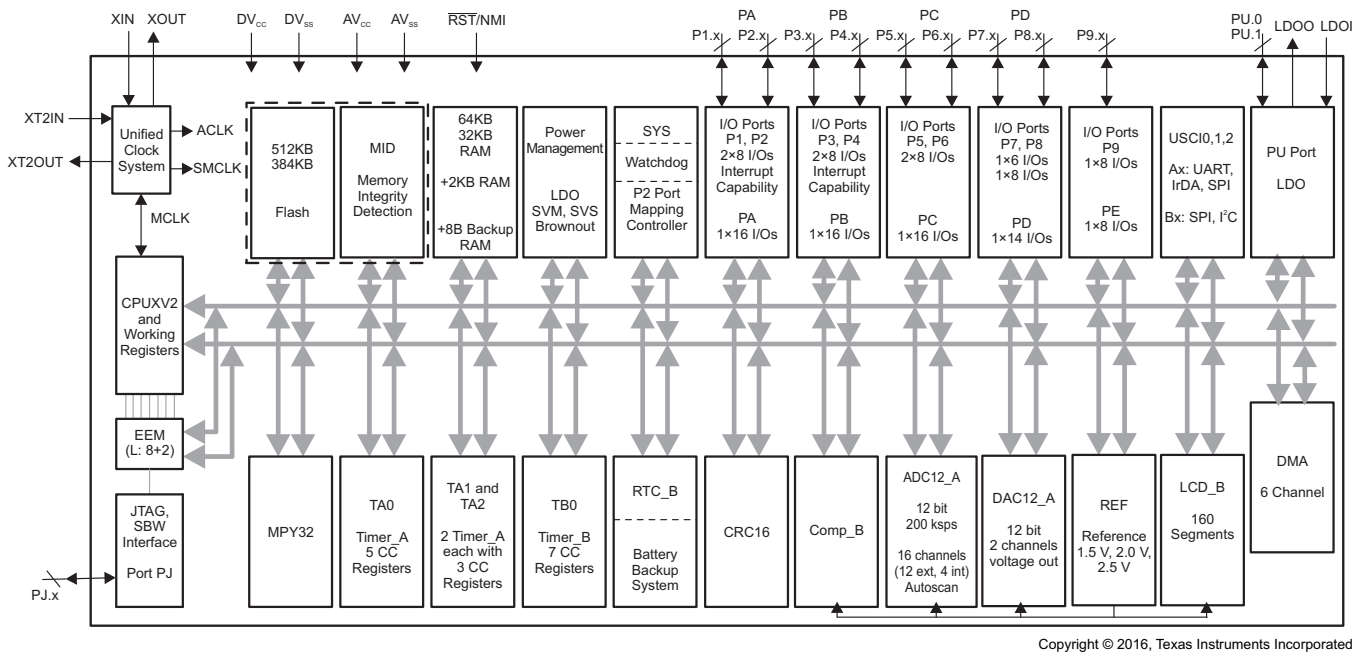 XIN XOUT DVCC DVSS AVCC AVSS RST/NMI
PA PB PC PD
P1.x P2.x P3.x P4.x P5.x P6.x P7.x P8.x P9.x
PU.0
PU.1 LDOO LDOI
XT2IN
XT2OUT
Unified
Clock
System
ACLK
SMCLK
MCLK
512KB
384KB
Flash
MID
Memory
Integrity
Detection
64KB
32KB
RAM
+2KB RAM
+8B Backup
RAM
Power
Management
LDO
SVM, SVS
Brownout
SYS
Watchdog
P2 Port
Mapping
Controller
I/O Ports
P1, P2
2×8 I/Os
Interrupt
Capability
PA
1×16 I/Os
I/O Ports
P3, P4
2×8 I/Os
Interrupt
Capability
PB
1×16 I/Os
I/O Ports
P5, P6
2×8 I/Os
PC
1×16 I/Os
I/O Ports
P7, P8
1×6 I/Os
1×8 I/Os
PD
1×14 I/Os
I/O Ports
P9
1×8 I/Os
PE
1×8 I/Os
USCI0,1,2
Ax: UART,
IrDA, SPI
Bx: SPI, I²C
PU Port
LDO
CPUXV2
and
Working
Registers
EEM
(L: 8+2)
JTAG,
SBW
Interface
Port PJ
PJ.x
MPY32
TA0
Timer_A
5 CC
Registers
TA1 and
TA2
2 Timer_A
each with
3 CC
Registers
TB0
Timer_B
7 CC
Registers
RTC_B
Battery
Backup
System
CRC16
Comp_B
ADC12_A
12 bit
200 ksps
16 channels
(12 ext, 4 int)
Autoscan
DAC12_A
12 bit
2 channels
voltage out
REF
Reference
1.5 V, 2.0 V,
2.5 V
LCD_B
160
Segments
DMA
6 Channel
Copyright © 2016, Texas Instruments Incorporated